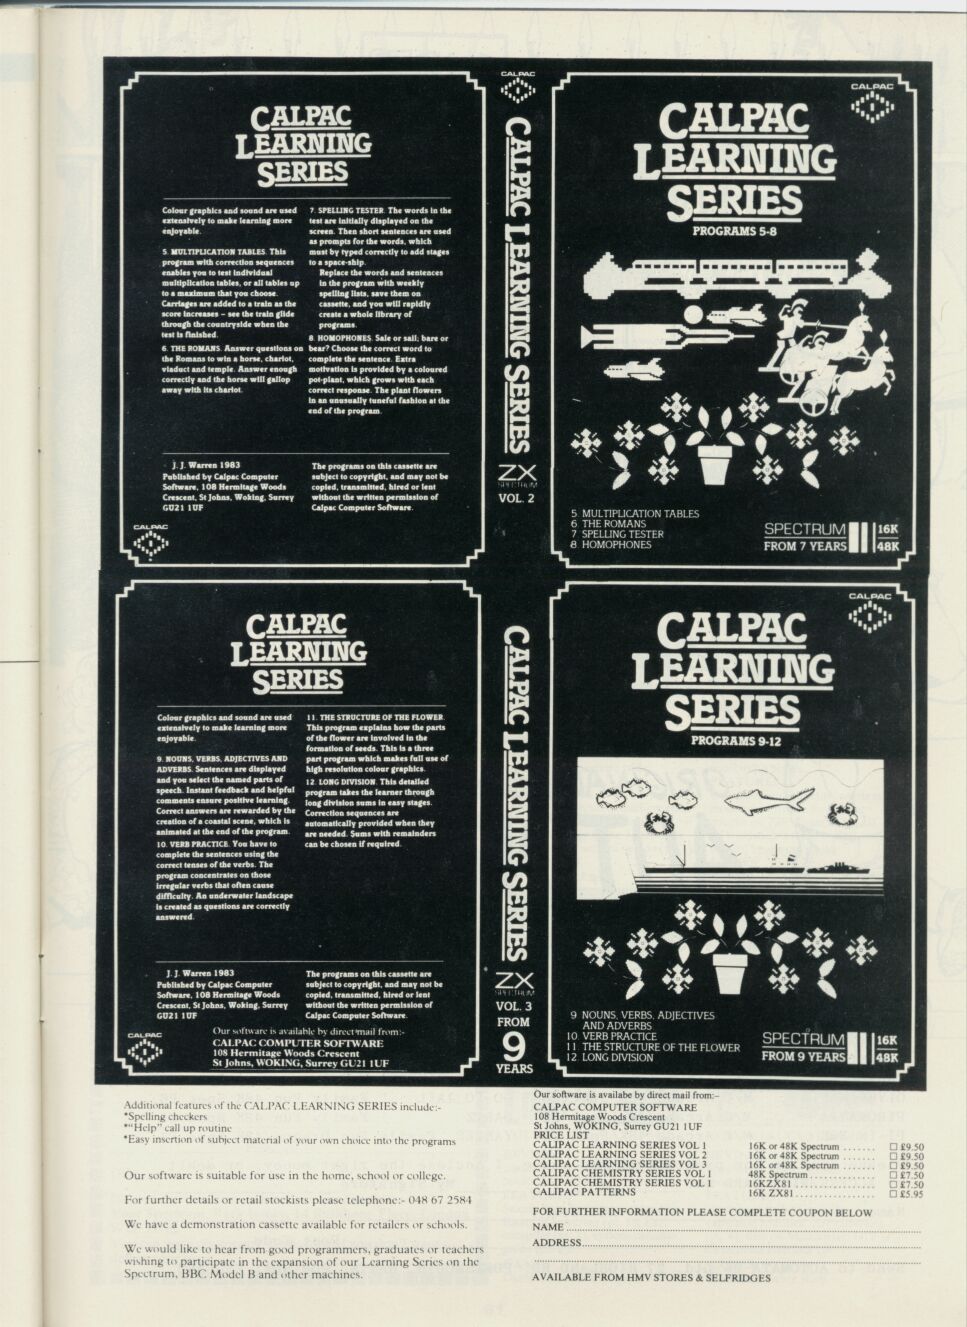 CALPAC
LEARNING
SERIES
Colour graphics and sound are used
extensively to make learning more
enjoyable.
5. MULTIPLICATION TABLES. This
program with correction sequences
enables you to test individual
multiplication tables, or all tables up
to a maximum that you choose.
Carriages are added to a train as the
score increases – see the train glide
through the countryside when the
test is finished.
6. THE ROMANS. Answer questions on
the Romans to win a horse, chariot,
viaduct and temple. Answer enough
correctly and the horse will gallop
away with its chariot.
7. SPELLING TESTER. The words in the
test are initially displayed on the
screen. Then short sentences are used
as prompts for the words, which
must by typed correctly to add stages
to a space-ship.
Replace the words and sentences
in the program with weekly
spelling lists, save them on
cassette, and you will rapidly
create a whole library of
programs.
8. HOMOPHONES. Sale or sail; bare or
bear? Choose the correct word to
complete the sentence. Extra
motivation is provided by a coloured
pot-plant, which grows with each
correct response. The plant flowers
in an unusually tuneful fashion at the
end of the program.
J. J. Warren 1983
Published by Calpac Computer
Software, 108 Hermitage Woods
Crescent, St Johns, Woking, Surrey
GU21 1UF
The programs on this cassette are
subject to copyright, and may not be
copied, transmitted, hired or lent
without the written permission of
Calpac Computer Software.
CALPAC
CALPAC
CALPAC LEARNING SERIES
ZX
SPECTRUM
VOL. 2
CALPAC
CALPAC
LEARNING
SERIES
PROGRAMS 5-8
5 MULTIPLICATION TABLES
6 THE ROMANS
7 SPELLING TESTER
8 HOMOPHONES
SPECTRUM 16K
FROM 7 YEARS 48K
CALPAC
LEARNING
SERIES
Colour graphics and sound are used
extensively to make learning more
enjoyable.
9. NOUNS, VERBS, ADJECTIVES AND
ADVERBS. Sentences are displayed
and you select the named parts of
speech. Instant feedback and helpful
comments ensure positive learning.
Correct answers are rewarded by the
creation of a coastal scene, which is
animated at the end of the program.
10. VERB PRACTICE. You have to
complete the sentences using the
correct tenses of the verbs. The
program concentrates on those
irregular verbs that often cause
difficulty. An underwater landscape
is created as questions are correctly
answered.
11. THE STRUCTURE OF THE FLOWER.
This program explains how the parts
of the flower are involved in the
formation of seeds. This is a three
part program which makes full use of
high resolution colour graphics.
12. LONG DIVISION. This detailed
program takes the learner through
long division sums in easy stages.
Correction sequences are
automatically provided when they
are needed. Sums with remainders
can be chosen if required.
J. J. Warren 1983
Published by Calpac Computer
Software, 108 Hermitage Woods
Crescent, St Johns, Woking, Surrey
GU21 1UF
The programs on this cassette are
subject to copyright, and may not be
copied, transmitted, hired or lent
without the written permission of
Calpac Computer Software.
CALPAC
Our software is available by direct mail from:-
CALPAC COMPUTER SOFTWARE
108 Hermitage Woods Crescent
St Johns, WOKING, Surrey GU21 1UF
CALPAC LEARNING SERIES
ZX
SPECTRUM
VOL. 3
FROM
9
YEARS
CALPAC
CALPAC
LEARNING
SERIES
PROGRAMS 9-12
9 NOUNS, VERBS, ADJECTIVES
AND ADVERBS
10. VERB PRACTICE
11. THE STRUCTURE OF THE FLOWER
12 LONG DIVISION
SPECTRUM 16K
FROM 9 YEARS 48K
Additional features of the CALPAC LEARNING SERIES include:-
*Spelling checkers
*"Help" call up routine
*Easy insertion of subject material of your own choice into the programs
Our software is suitable for use in the home, school or college.
For further details or retail stockists please telephone:- 048 67 2584
We have a demonstration cassette available for retailers or schools.
We would like to hear from good programmers, graduates or teachers
wishing to participate in the expansion of our Learning Series on the
Spectrum, BBC Model B and other machines.
Our software is availabe by direct mail from:–
CALPAC COMPUTER SOFTWARE
108 Hermitage Woods Crescent
St Johns, WOKING, Surrey GU21 1UF
PRICE LIST
CALIPAC LEARNING SERIES VOL 1 16K or 48K Spectrum ....... □ £9.50
CALIPAC LEARNING SERIES VOL 2 16K or 48K Spectrum ....... □ £9.50
CALIPAC LEARNING SERIES VOL 3 16K or 48K Spectrum ....... □ £9.50
CALIPAC CHEMISTRY SERIES VOL 1 48K Spectrum ............. □ £7.50
CALIPAC CHEMISTRY SERIES VOL 1 16KZX81 ................ □ £7.50
CALIPAC PATTERNS 16K ZX81 ................ □ £5.95
FOR FURTHER INFORMATION PLEASE COMPLETE COUPON BELOW
NAME
ADDRESS
AVAILABLE FROM HMV STORES & SELFRIDGES